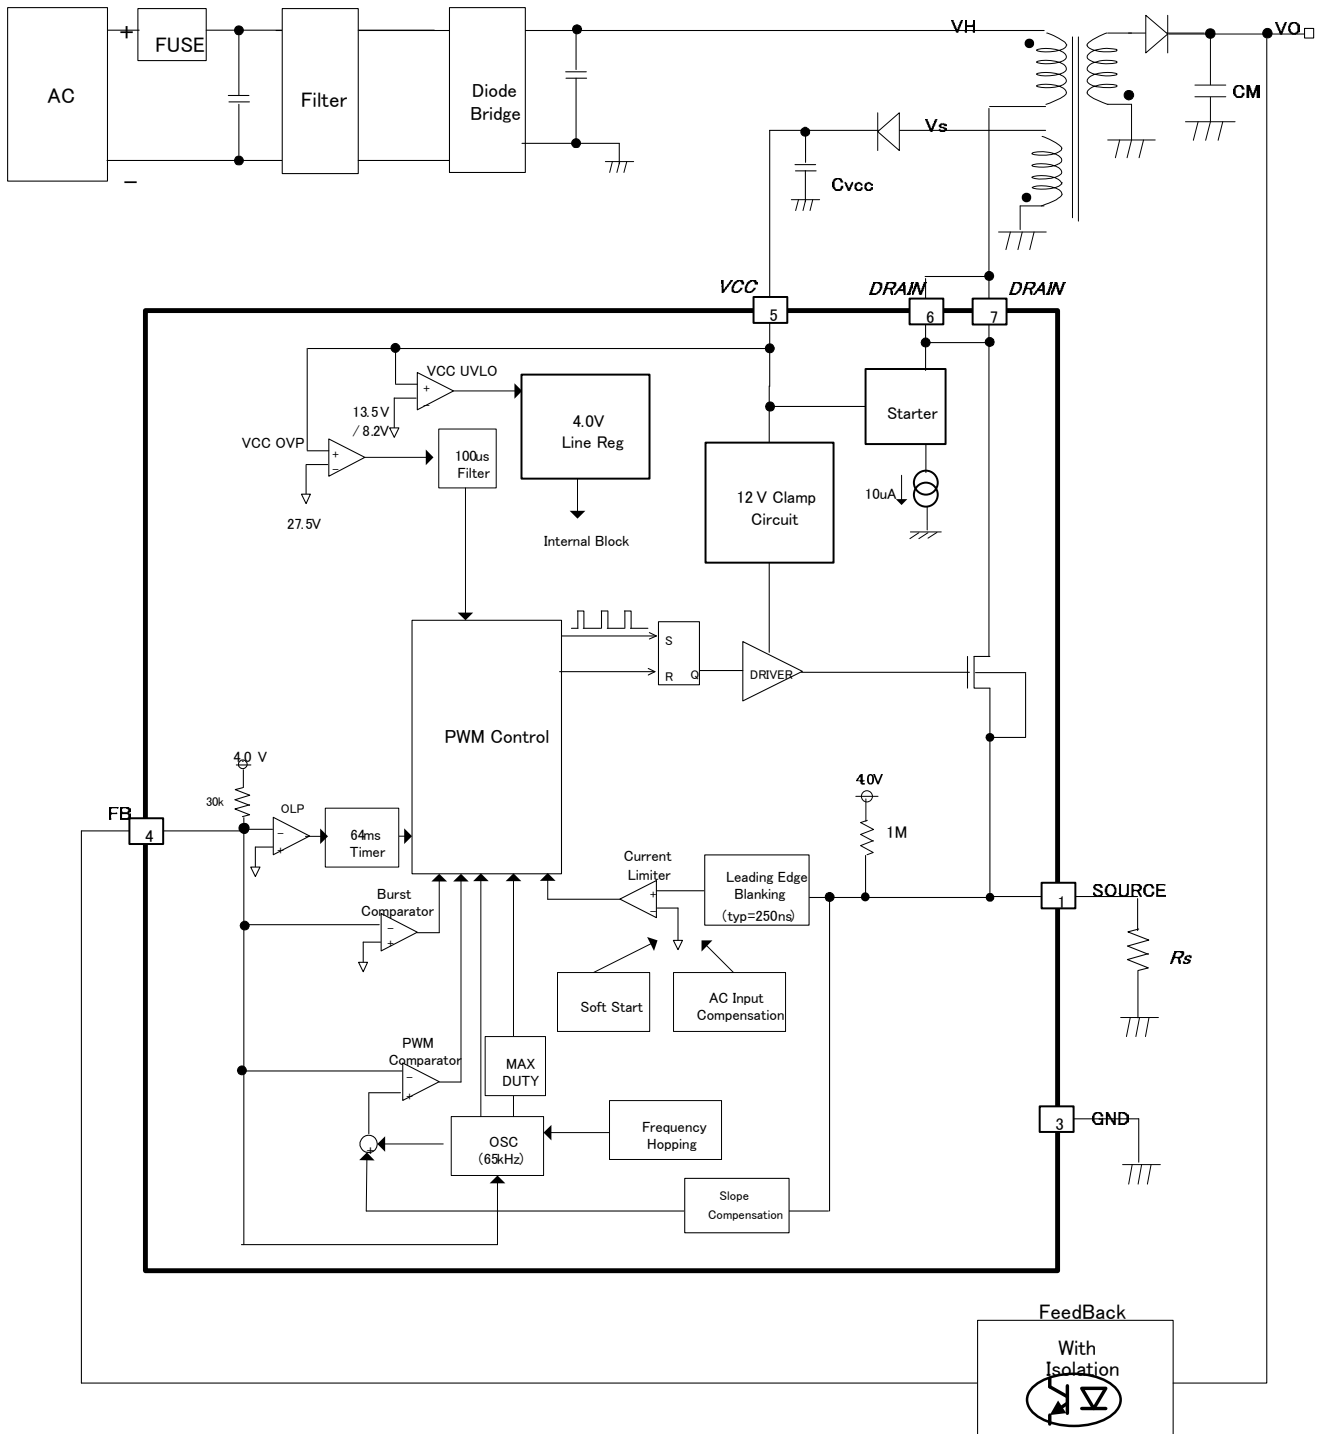 VH
VO
+
FUSE
AC
Filter
Diode
Bridge
CM
Vs
Cvcc
−
VCC
DRAIN
DRAIN
5
6
7
VCC UVLO
+
−
13.5V
/ 8.2V
4.0V
Line Reg
Starter
VCC OVP
+
−
100us
Filter
27.5V
10uA
12 V Clamp
Circuit
Internal Block
S
R
Q
DRIVER
PWM Control
4.0 V
30k
FB
4
OLP
−
+
64ms
Timer
4.0V
1M
Current
Limiter
+
−
Leading Edge
Blanking
(typ=250ns)
1
SOURCE
Burst
Comparator
−
+
Rs
Soft Start
AC Input
Compensation
PWM
Comparator
−
+
MAX
DUTY
3
GND
+
OSC
(65kHz)
Frequency
Hopping
Slope
Compensation
FeedBack
With
Isolation